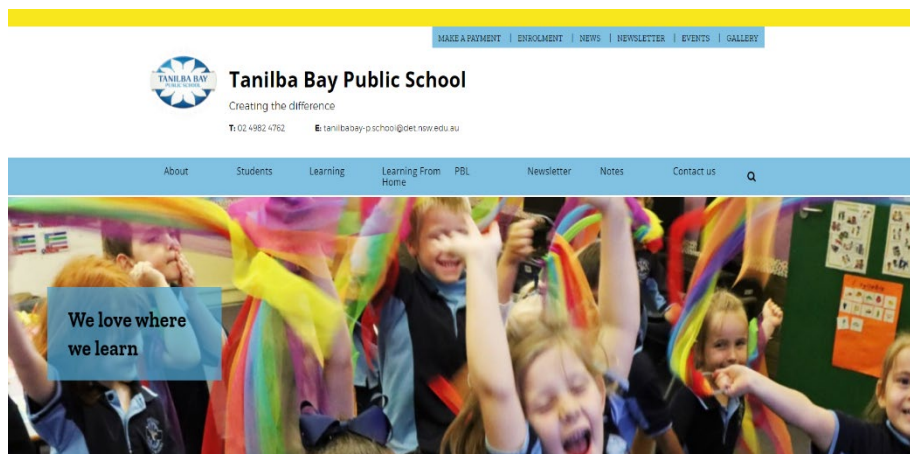 MAKE A PAYMENT | ENROLMENT | NEWS | NEWSLETTER | EVENTS | GALLERY
TANILBA BAY
PUBLIC SCHOOL
Tanilba Bay Public School
Creating the difference
T: 02 4982 4762 E: tanilbabay-p.school@det.nsw.edu.au
About Students Learning Learning From Home PBL Newsletter Notes Contact us
We love where
we learn